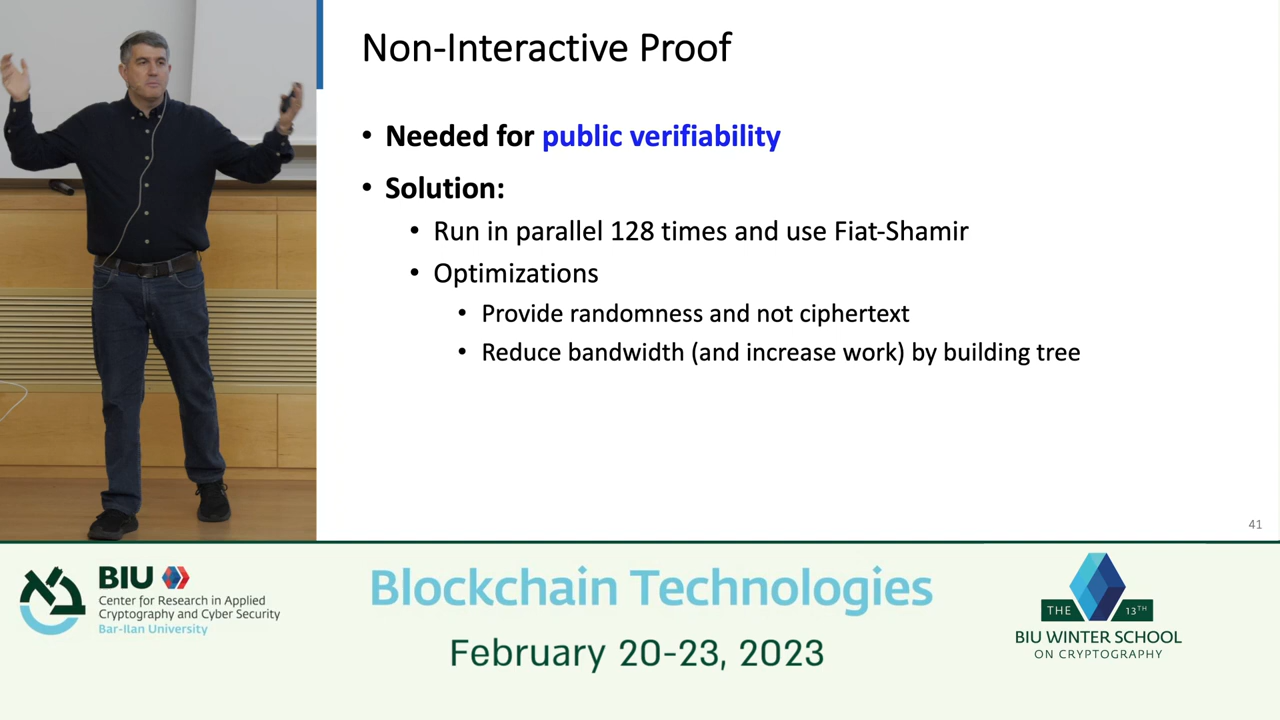 Non-Interactive Proof
• Needed for public verifiability
• Solution:
• Run in parallel 128 times and use Fiat-Shamir
• Optimizations
• Provide randomness and not ciphertext
• Reduce bandwidth (and increase work) by building tree
41
BIU
Center for Research in Applied
Cryptography and Cyber Security
Bar-Ilan University
Blockchain Technologies
February 20-23, 2023
THE 13TH
BIU WINTER SCHOOL
ON CRYPTOGRAPHY